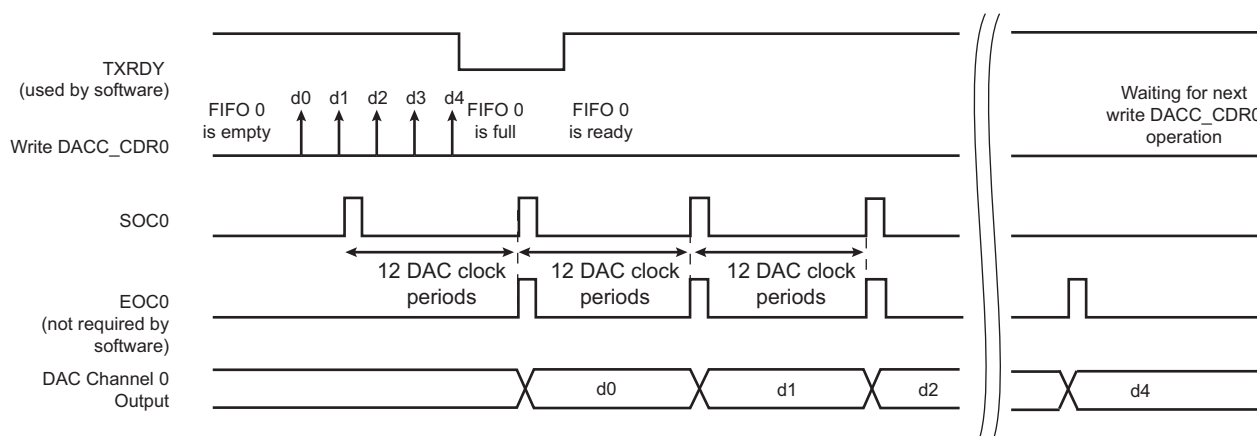 TXRDY
(used by software)
FIFO 0
is empty
d0
d1
d2
d3
d4
FIFO 0
is full
FIFO 0
is ready
Waiting for next
write DACC_CDR0
operation
Write DACC_CDR0
SOC0
12 DAC clock
periods
12 DAC clock
periods
12 DAC clock
periods
EOC0
(not required by
software)
DAC Channel 0
Output
d0
d1
d2
d4